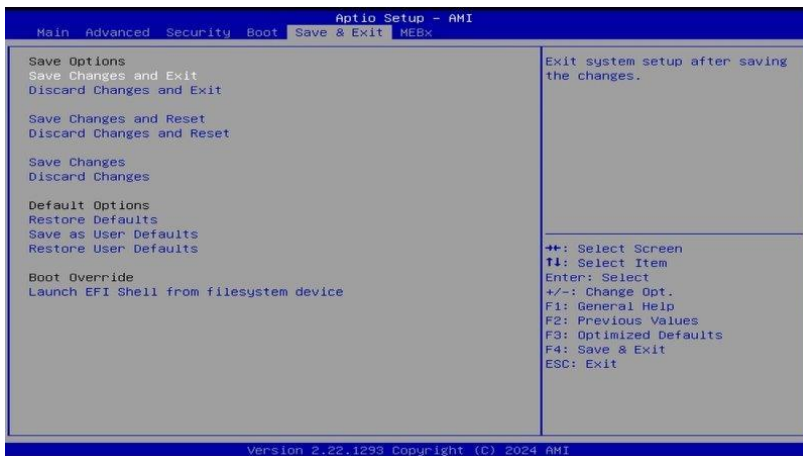 Aptio Setup – AMI
Main Advanced Security Boot Save & Exit MEBx
Save Options
Save Changes and Exit
Discard Changes and Exit
Save Changes and Reset
Discard Changes and Reset
Save Changes
Discard Changes
Default Options
Restore Defaults
Save as User Defaults
Restore User Defaults
Boot Override
Launch EFI Shell from filesystem device
Exit system setup after saving
the changes.
→←: Select Screen
↑↓: Select Item
Enter: Select
+/-: Change Opt.
F1: General Help
F2: Previous Values
F3: Optimized Defaults
F4: Save & Exit
ESC: Exit
Version 2.22.1293 Copyright (C) 2024 AMI